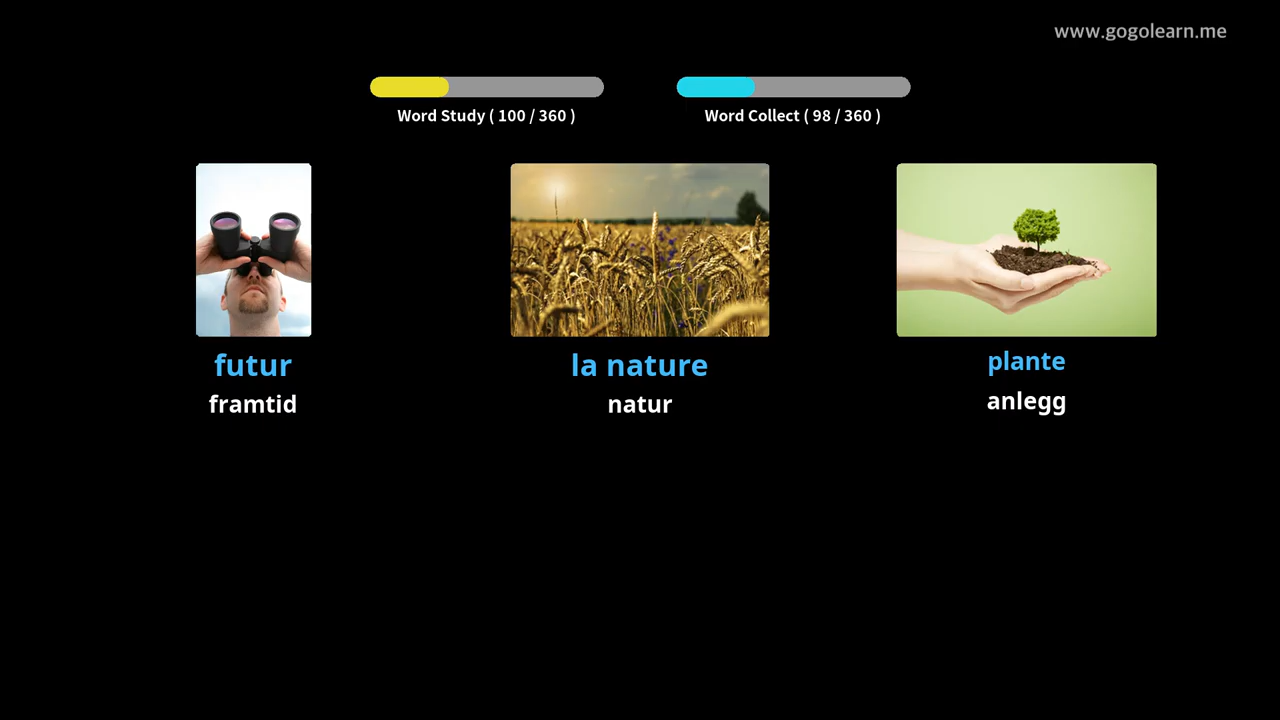 www.gogolearn.me
Word Study ( 100 / 360 )
Word Collect ( 98 / 360 )
futur
framtid
la nature
natur
plante
anlegg